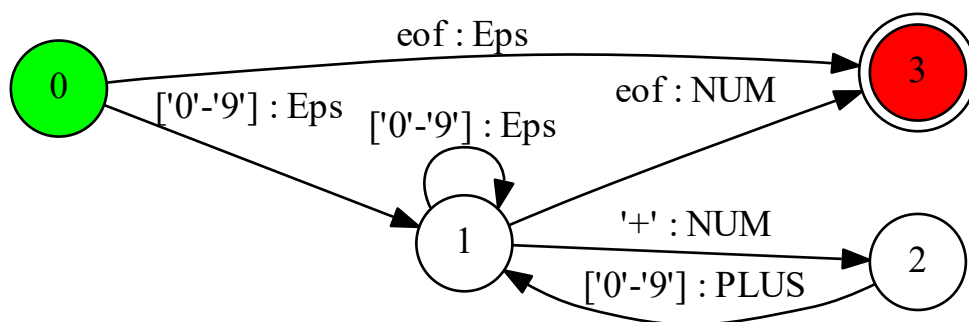 eof : Eps
0
3
['0'-'9'] : Eps
eof : NUM
['0'-'9'] : Eps
1
'+' : NUM
2
['0'-'9'] : PLUS